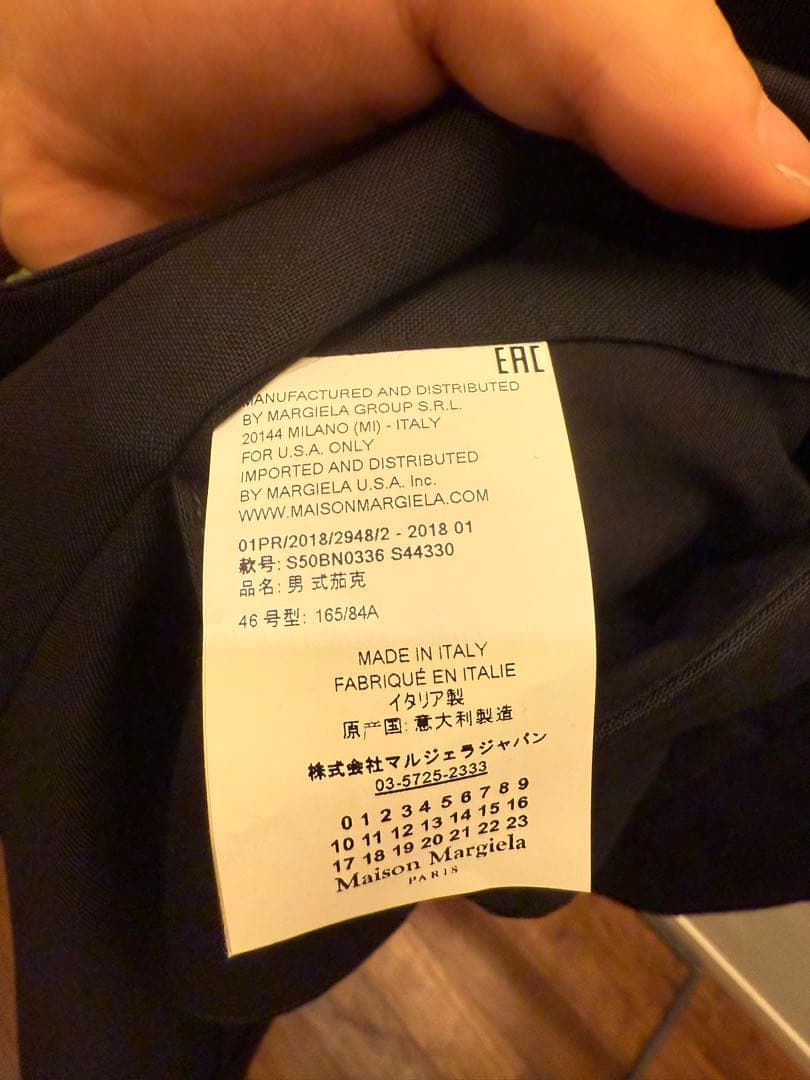 EAC
MANUFACTURED AND DISTRIBUTED
BY MARGIELA GROUP S.R.L.
20144 MILANO (MI) - ITALY
FOR U.S.A. ONLY
IMPORTED AND DISTRIBUTED
BY MARGIELA U.S.A. Inc.
WWW.MAISONMARGIELA.COM
01PR/2018/2948/2 - 2018 01
款号: S50BN0336 S44330
品名: 男 式茄克
46 号型: 165/84A
MADE IN ITALY
FABRIQUÉ EN ITALIE
イタリア製
原产国: 意大利製造
株式会社マルジェラジャパン
03-5725-2333
0 1 2 3 4 5 6 7 8 9
10 11 12 13 14 15 16
17 18 19 20 21 22 23
Maison Margiela
PARIS